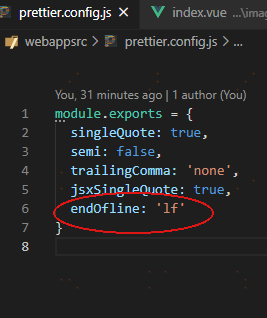 prettier.config.js
index.vue ...\imag
webappsrc > prettier.config.js > ...
You, 31 minutes ago | 1 author (You)
1 module.exports = {
2 singleQuote: true,
3 semi: false,
4 trailingComma: 'none',
5 jsxSingleQuote: true,
6 endOfline: 'lf'
7 }
8